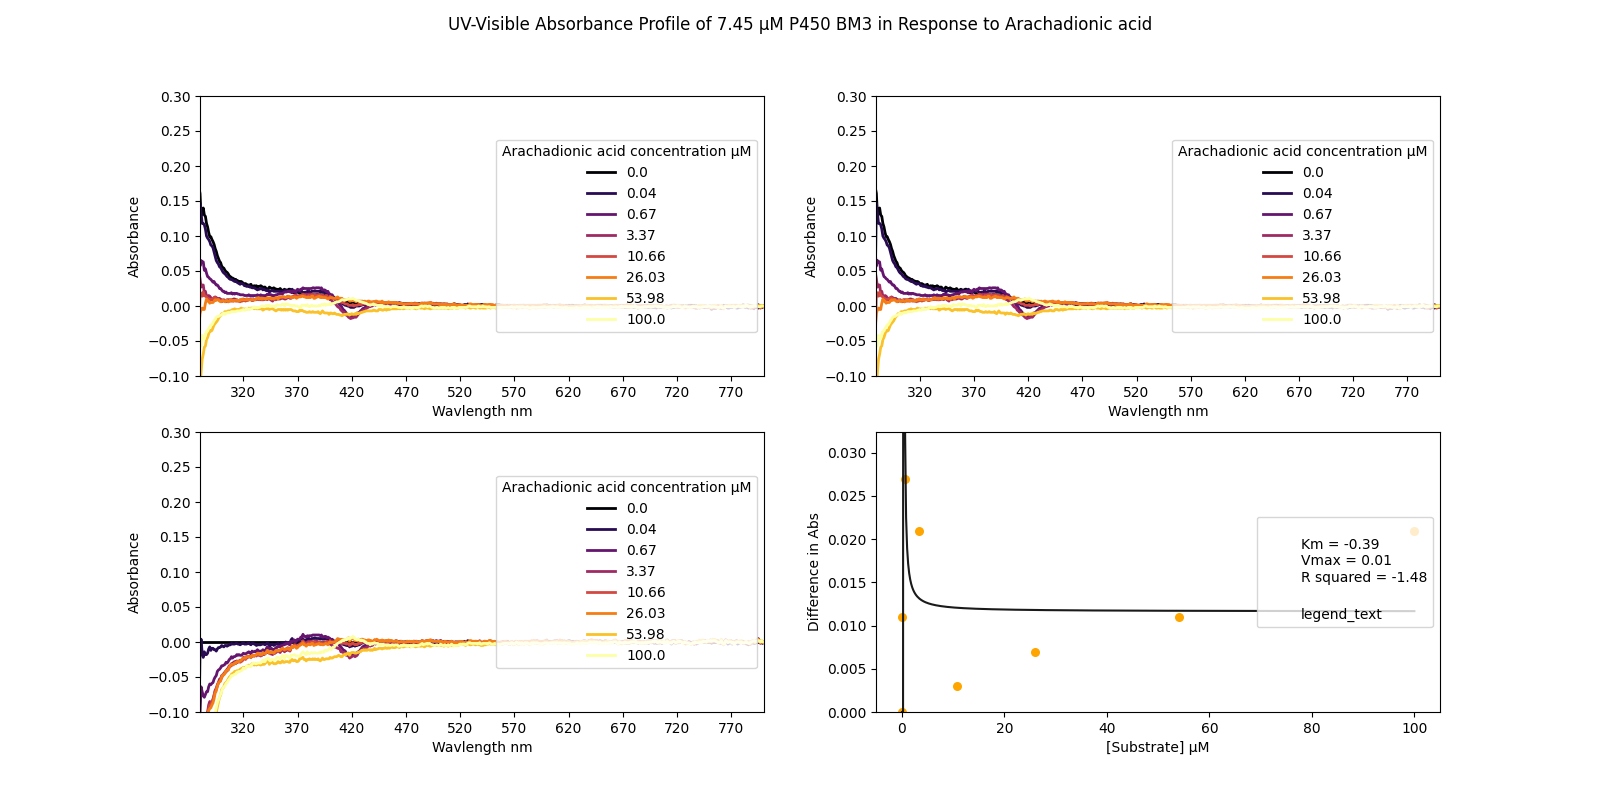 UV-Visible Absorbance Profile of 7.45 µM P450 BM3 in Response to Arachadionic acid
0.30
0.25
0.20
0.15
0.10
0.05
0.00
−0.05
−0.10
Absorbance
Arachadionic acid concentration µM
0.0
0.04
0.67
3.37
10.66
26.03
53.98
100.0
320 370 420 470 520 570 620 670 720 770
Wavlength nm
0.30
0.25
0.20
0.15
0.10
0.05
0.00
−0.05
−0.10
Absorbance
Arachadionic acid concentration µM
0.0
0.04
0.67
3.37
10.66
26.03
53.98
100.0
320 370 420 470 520 570 620 670 720 770
Wavlength nm
0.30
0.25
0.20
0.15
0.10
0.05
0.00
−0.05
−0.10
Absorbance
Arachadionic acid concentration µM
0.0
0.04
0.67
3.37
10.66
26.03
53.98
100.0
320 370 420 470 520 570 620 670 720 770
Wavlength nm
0.030
0.025
0.020
0.015
0.010
0.005
0.000
Difference in Abs
Km = -0.39
Vmax = 0.01
R squared = -1.48
legend_text
0 20 40 60 80 100
[Substrate] µM